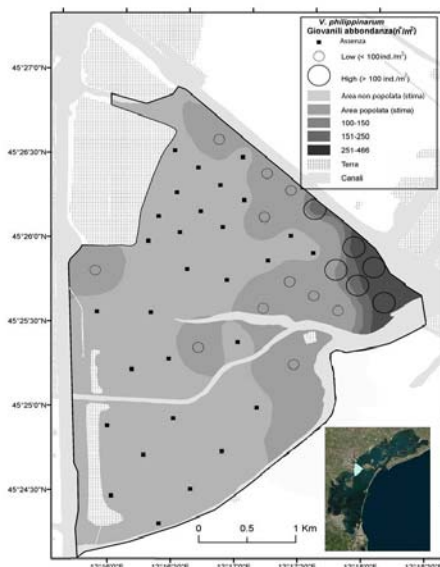 V. philippinarum
Giovanili abbondanza(n°/m²)
Assenza
Low (< 100ind./m²)
High (> 100 ind./m²)
Area non popolata (stima)
Area popolata (stima)
100-150
151-250
251-466
Terra
Canali
45°27'0"N
45°26'30"N
45°26'0"N
45°25'30"N
45°25'0"N
45°24'30"N
0 0.5 1 Km